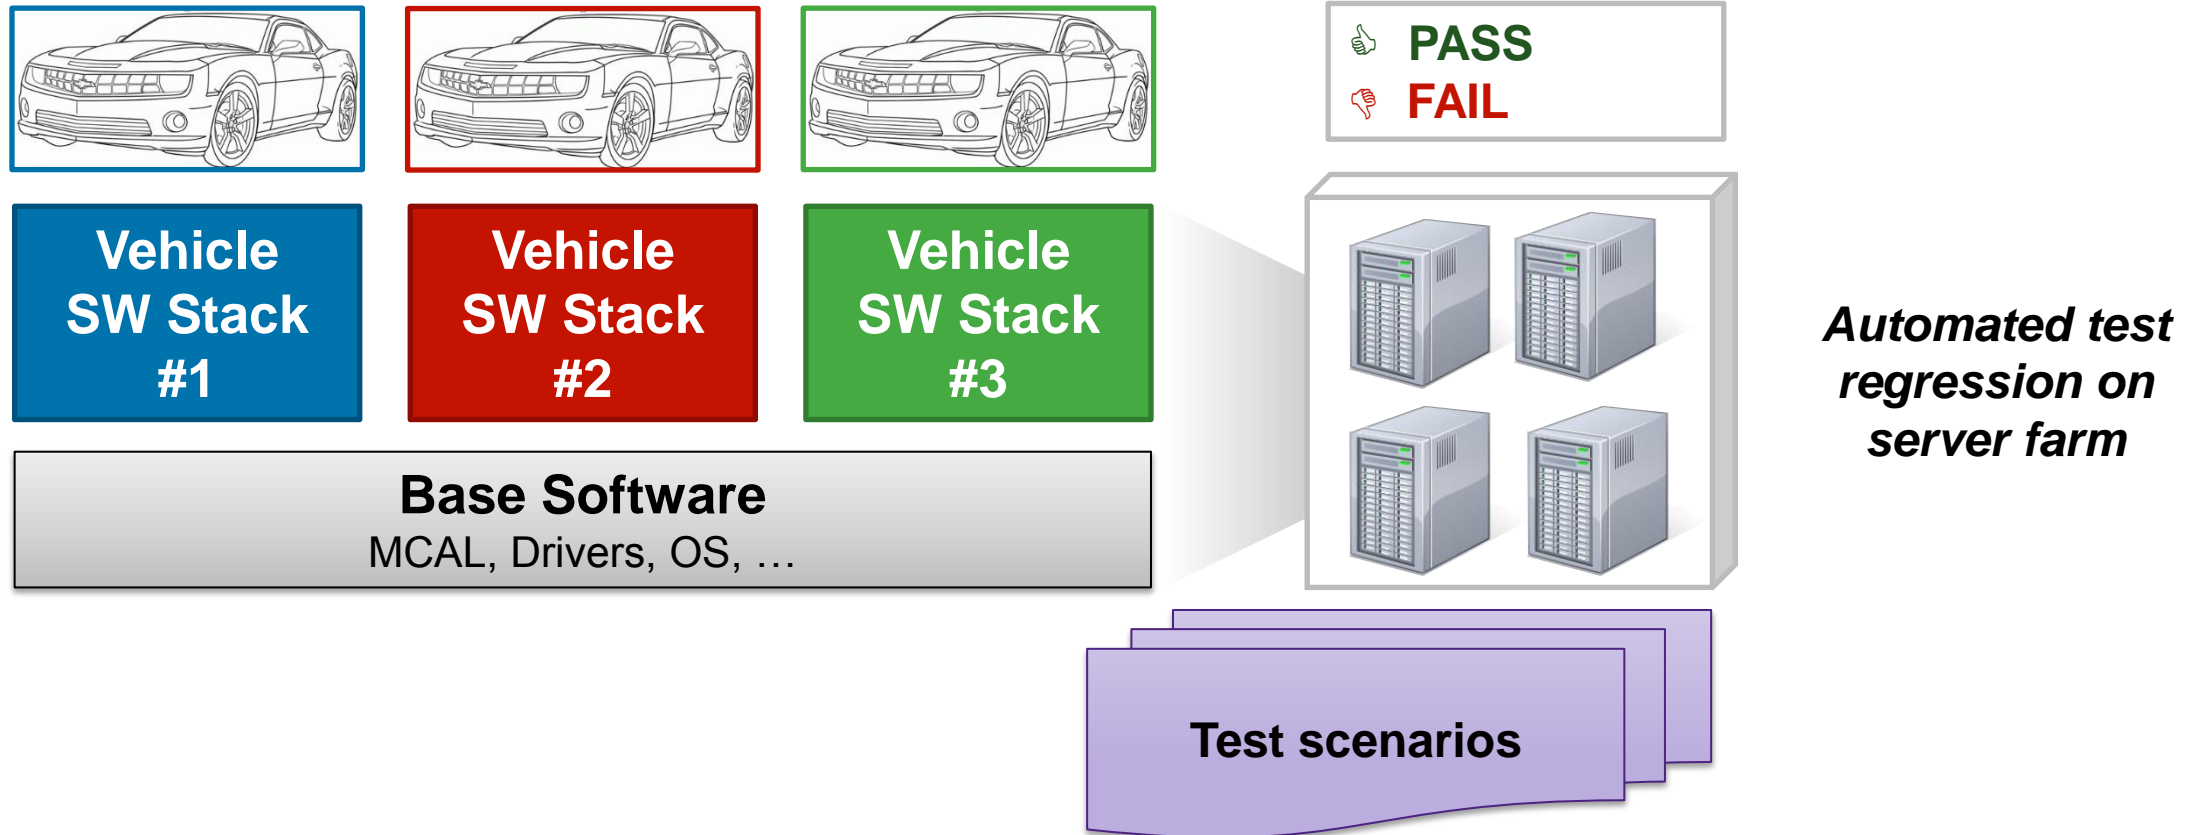 PASS
FAIL
Vehicle
SW Stack
#1
Vehicle
SW Stack
#2
Vehicle
SW Stack
#3
Base Software
MCAL, Drivers, OS, …
Automated test
regression on
server farm
Test scenarios